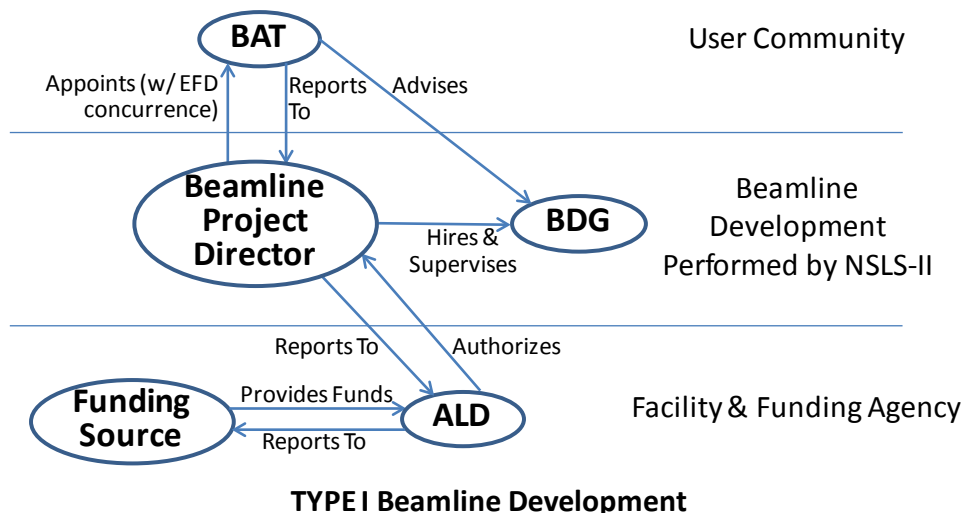 BAT
User Community
Appoints (w/ EFD
concurrence)
Reports
To
Advises
Beamline
Project
Director
BDG
Hires &
Supervises
Beamline
Development
Performed by NSLS-II
Reports To
Authorizes
Funding
Source
Provides Funds
Reports To
ALD
Facility & Funding Agency
TYPE I Beamline Development